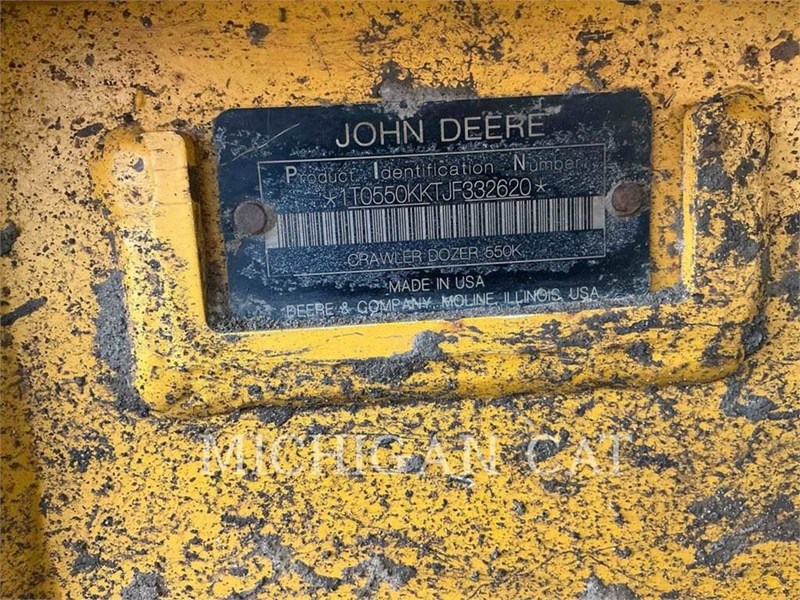 JOHN DEERE
Product Identification Number
*1T0550KKTJF332620*
CRAWLER DOZER 550K
MADE IN USA
DEERE & COMPANY, MOLINE, ILLINOIS, USA
MICHIGAN CAT